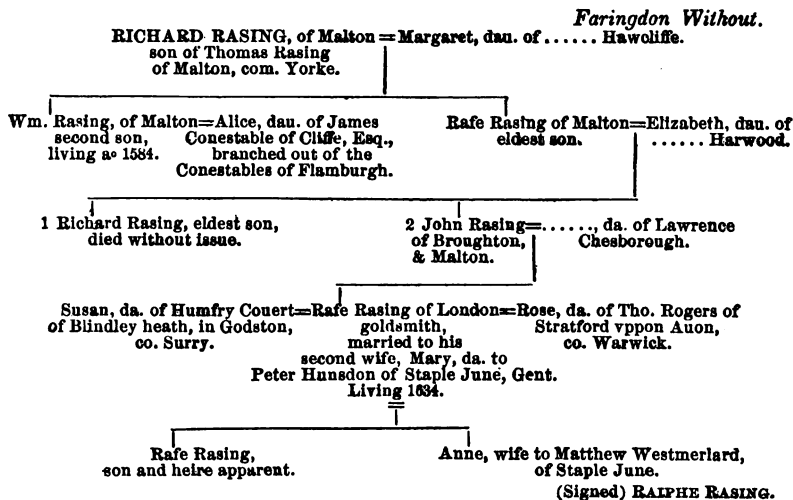 Faringdon Without.
RICHARD RASING, of Malton = Margaret, dau. of ...... Hawcliffe.
son of Thomas Rasing
of Malton, com. Yorke.
Wm. Rasing, of Malton=Alice, dau. of James
second son,
living ao 1584.
Conestable of Cliffe, Esq.,
branched out of the
Conestables of Flamburgh.
Rafe Rasing of Malton=Elizabeth, dau. of
eldest son.
...... Harwood.
1 Richard Rasing, eldest son,
died without issue.
2 John Rasing=......, da. of Lawrence
of Broughton,
& Malton.
Chesborough.
Susan, da. of Humfry Couert=Rafe Rasing of London=Rose, da. of Tho. Rogers of
of Blindley heath, in Godston,
co. Surry.
goldsmith,
married to his
second wife, Mary, da. to
Peter Hunsdon of Staple June, Gent.
Living 1634.
Stratford vppon Auon,
co. Warwick.
Rafe Rasing,
son and heire apparent.
Anne, wife to Matthew Westmerlard,
of Staple June.
(Signed) RALPHE RASING.